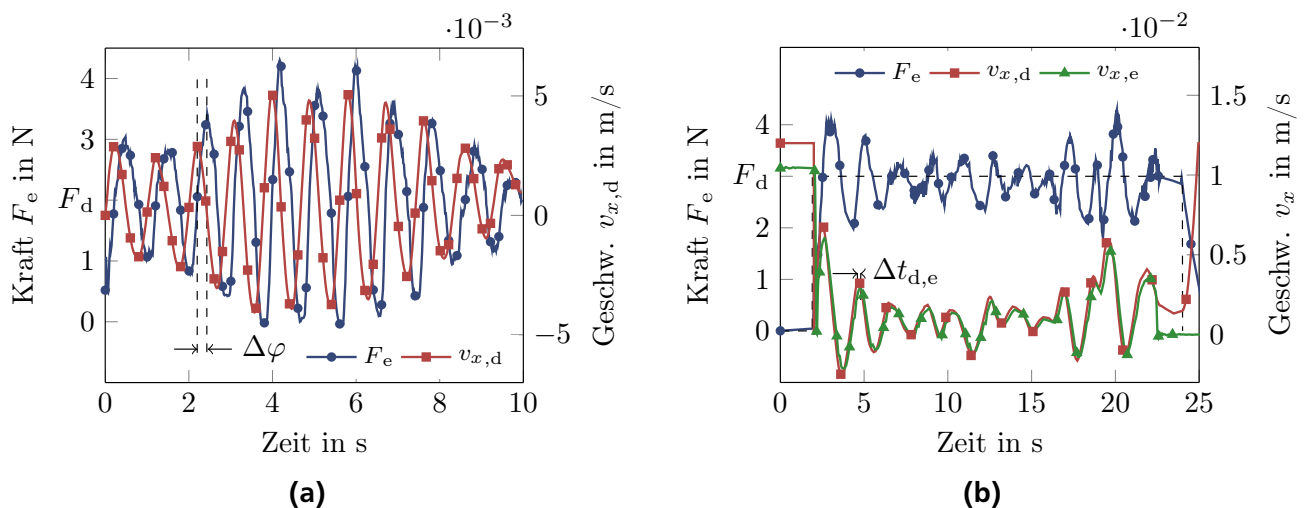 ·10⁻³
4
3
F_d
1
0
Kraft F_e in N
5
0
−5
Geschw. v_x,d in m/s
Δφ
F_e v_x,d
0 2 4 6 8 10
Zeit in s
(a)
·10⁻²
F_e v_x,d v_x,e
4
F_d
2
1
0
Kraft F_e in N
1.5
1
0.5
0
Geschw. v_x in m/s
Δt_d,e
0 5 10 15 20 25
Zeit in s
(b)